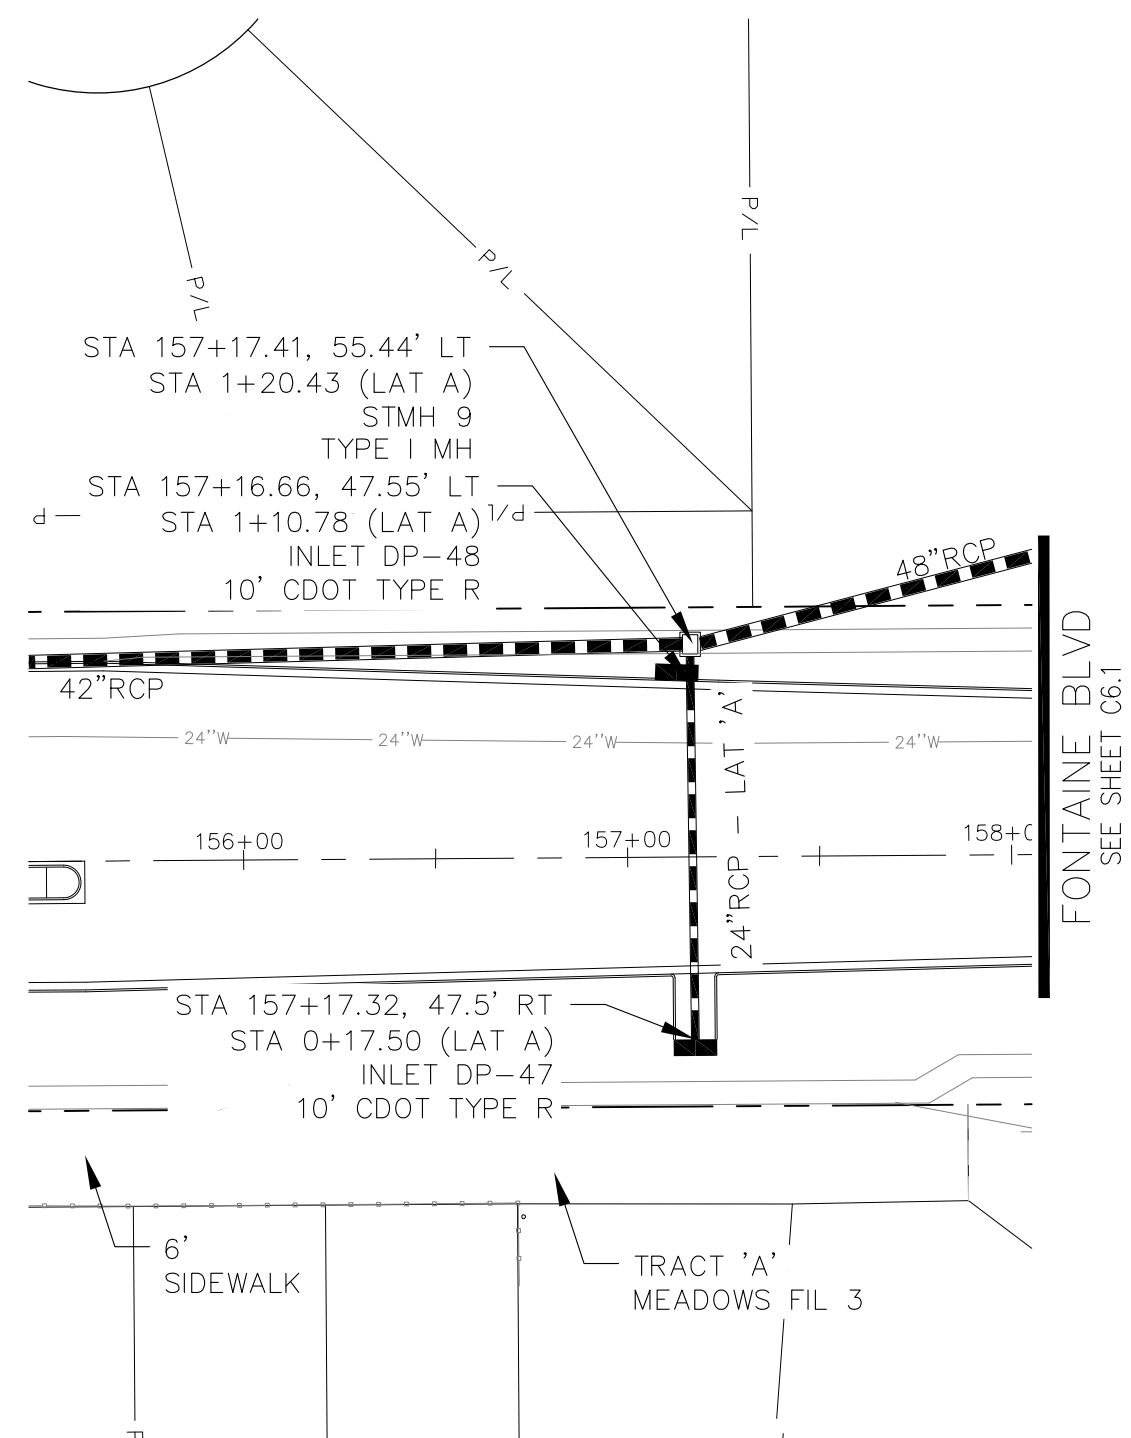 P/L
P/L
P/L
STA 157+17.41, 55.44' LT
STA 1+20.43 (LAT A)
STMH 9
TYPE I MH
STA 157+16.66, 47.55' LT
P
P/L
STA 1+10.78 (LAT A)
INLET DP-48
10' CDOT TYPE R
48"RCP
42"RCP
24"W
24"W
24"W
24"W
24"RCP - LAT 'A'
156+00
157+00
158+0
FONTAINE BLVD
SEE SHEET C6.1
STA 157+17.32, 47.5' RT
STA 0+17.50 (LAT A)
INLET DP-47
10' CDOT TYPE R
6'
SIDEWALK
TRACT 'A'
MEADOWS FIL 3